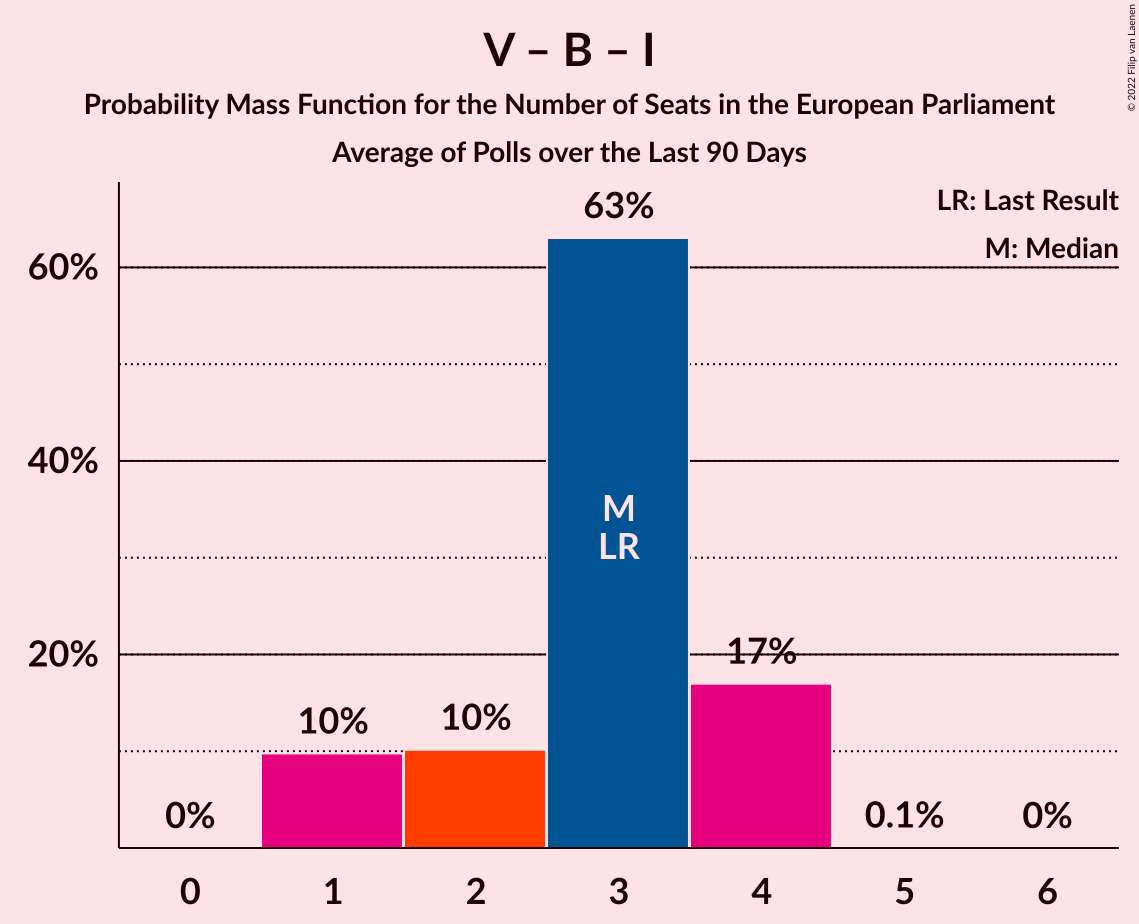 V – B – I
Probability Mass Function for the Number of Seats in the European Parliament
Average of Polls over the Last 90 Days
© 2022 Filip van Laenen
LR: Last Result
M: Median
63%
60%
40%
M
LR
20%
17%
10%
10%
0%
0.1%
0%
0
1
2
3
4
5
6